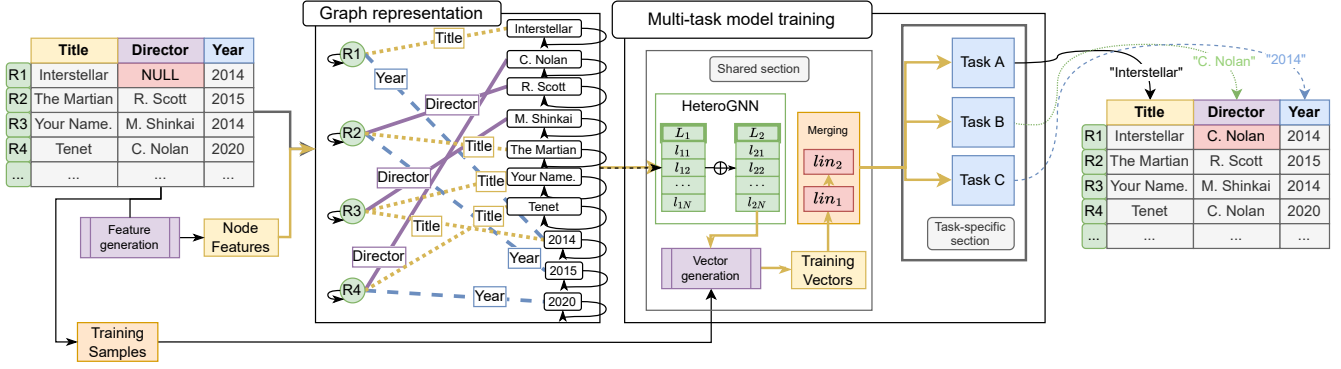 Graph representation
Multi-task model training
Title Director Year
R1 Interstellar NULL 2014
R2 The Martian R. Scott 2015
R3 Your Name. M. Shinkai 2014
R4 Tenet C. Nolan 2020
... ... ... ...
Feature
generation
Node
Features
Training
Samples
R1
R2
R3
R4
Title
Year
Director
Title
Director
Title
Title
Title
Director
Year
Year
Interstellar
C. Nolan
R. Scott
M. Shinkai
The Martian
Your Name.
Tenet
2014
2015
2020
Shared section
HeteroGNN
L1 L2
l11 l21
l12 l22
... ...
l1N l2N
Merging
lin2
lin1
Vector
generation
Training
Vectors
Task A
Task B
Task C
Task-specific
section
"Interstellar"
"C. Nolan"
"2014"
Title Director Year
R1 Interstellar C. Nolan 2014
R2 The Martian R. Scott 2015
R3 Your Name. M. Shinkai 2014
R4 Tenet C. Nolan 2020
... ... ... ...